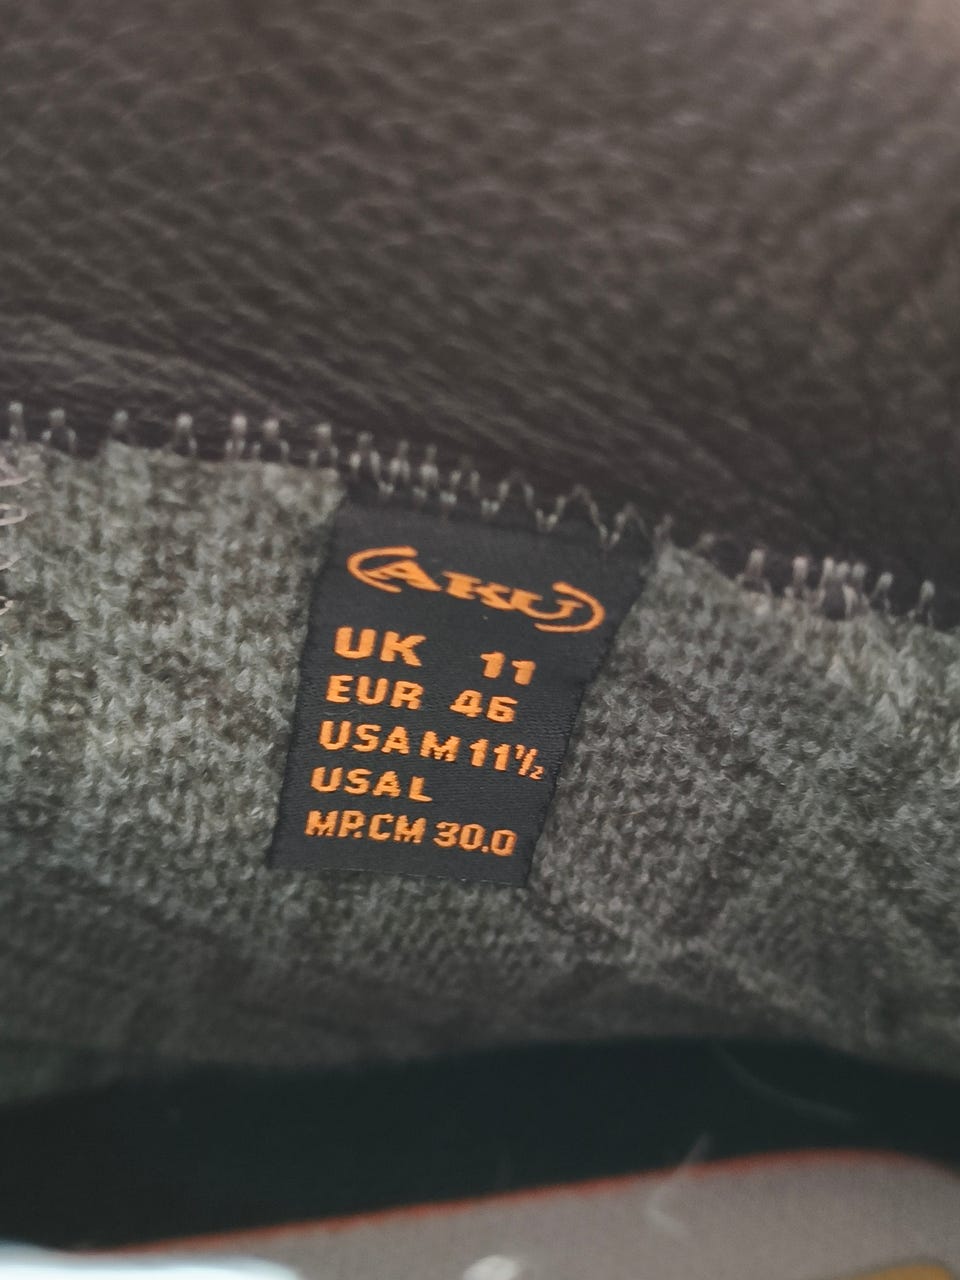 AKU
UK 11
EUR 46
USA M 11½
USA L
MP.CM 30.0